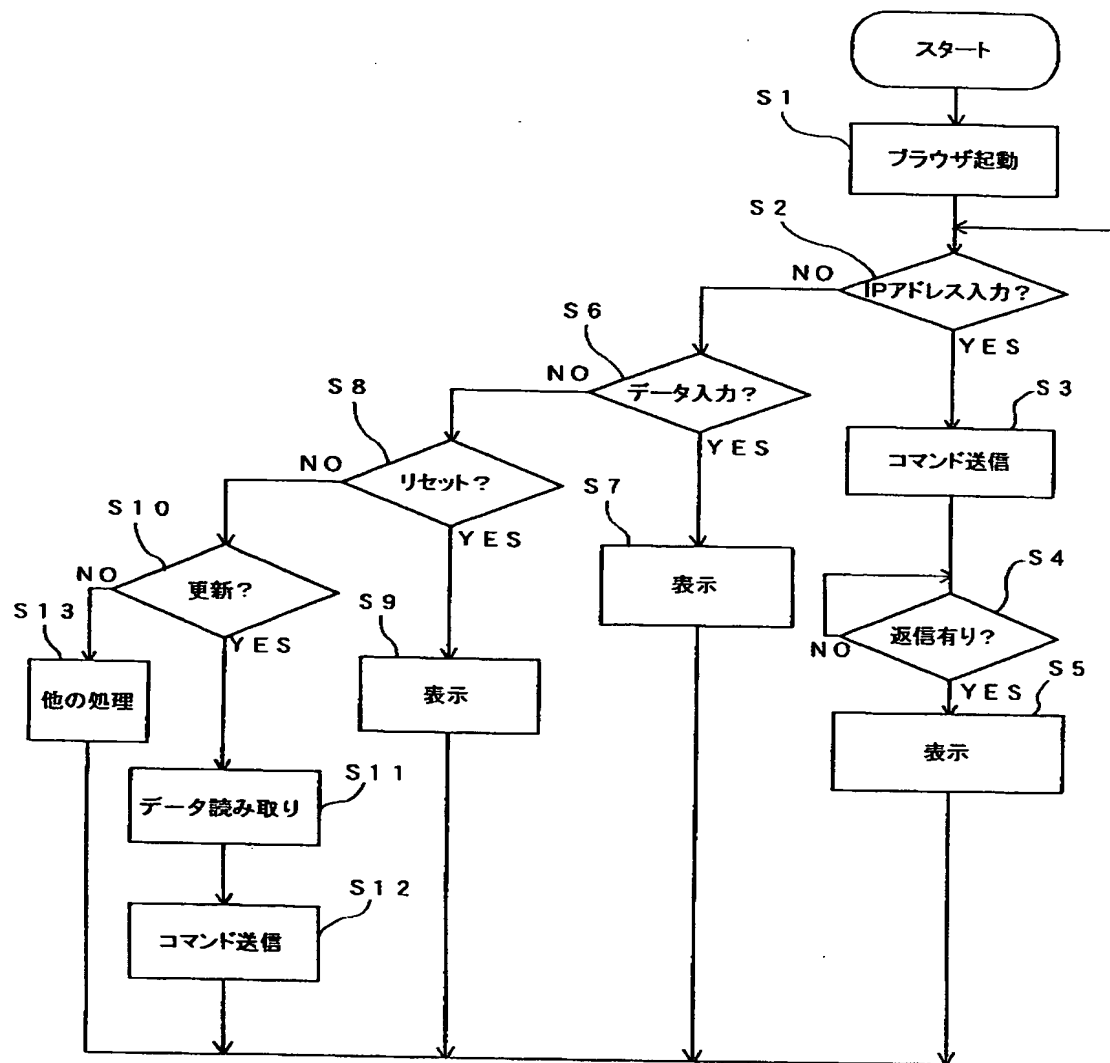 スタート
S1
ブラウザ起動
S2
NO
IPアドレス入力?
YES
S6
NO
データ入力?
YES
S3
コマンド送信
S8
NO
リセット?
YES
S7
表示
S10
NO
更新?
YES
S4
返信有り?
NO
YES
S13
他の処理
S9
表示
S5
表示
S11
データ読み取り
S12
コマンド送信